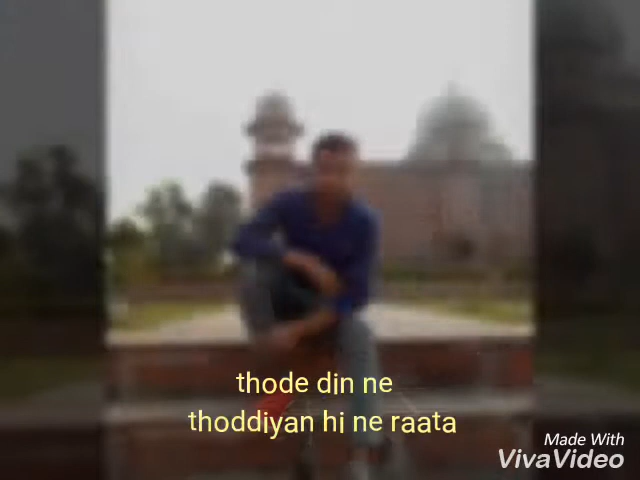 thode din ne
thoddiyan hi ne raata
Made With
VivaVideo